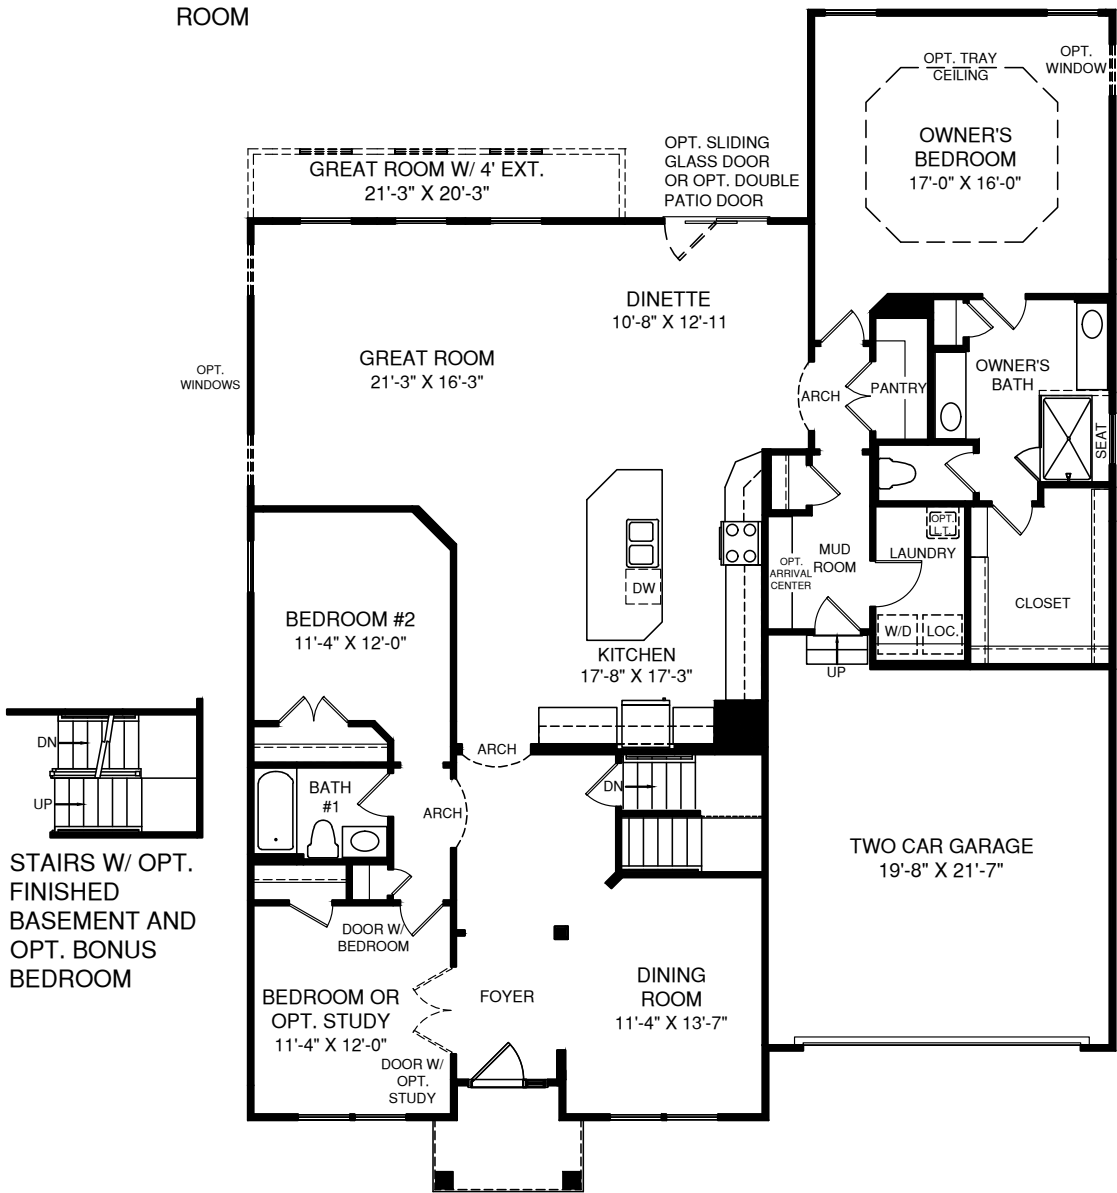 ROOM
OPT. TRAY
CEILING
OPT.
WINDOW
OWNER'S
BEDROOM
17'-0" X 16'-0"
OPT. SLIDING
GLASS DOOR
OR OPT. DOUBLE
PATIO DOOR
GREAT ROOM W/ 4' EXT.
21'-3" X 20'-3"
DINETTE
10'-8" X 12'-11
GREAT ROOM
21'-3" X 16'-3"
OPT.
WINDOWS
ARCH
PANTRY
OWNER'S
BATH
SEAT
OPT.
L.T.
LAUNDRY
MUD
ROOM
OPT.
ARRIVAL
CENTER
DW
CLOSET
W/D
LOC.
UP
BEDROOM #2
11'-4" X 12'-0"
KITCHEN
17'-8" X 17'-3"
ARCH
DN
BATH
#1
ARCH
DN
UP
STAIRS W/ OPT.
FINISHED
BASEMENT AND
OPT. BONUS
BEDROOM
TWO CAR GARAGE
19'-8" X 21'-7"
DOOR W/
BEDROOM
BEDROOM OR
OPT. STUDY
11'-4" X 12'-0"
FOYER
DINING
ROOM
11'-4" X 13'-7"
DOOR W/
OPT.
STUDY